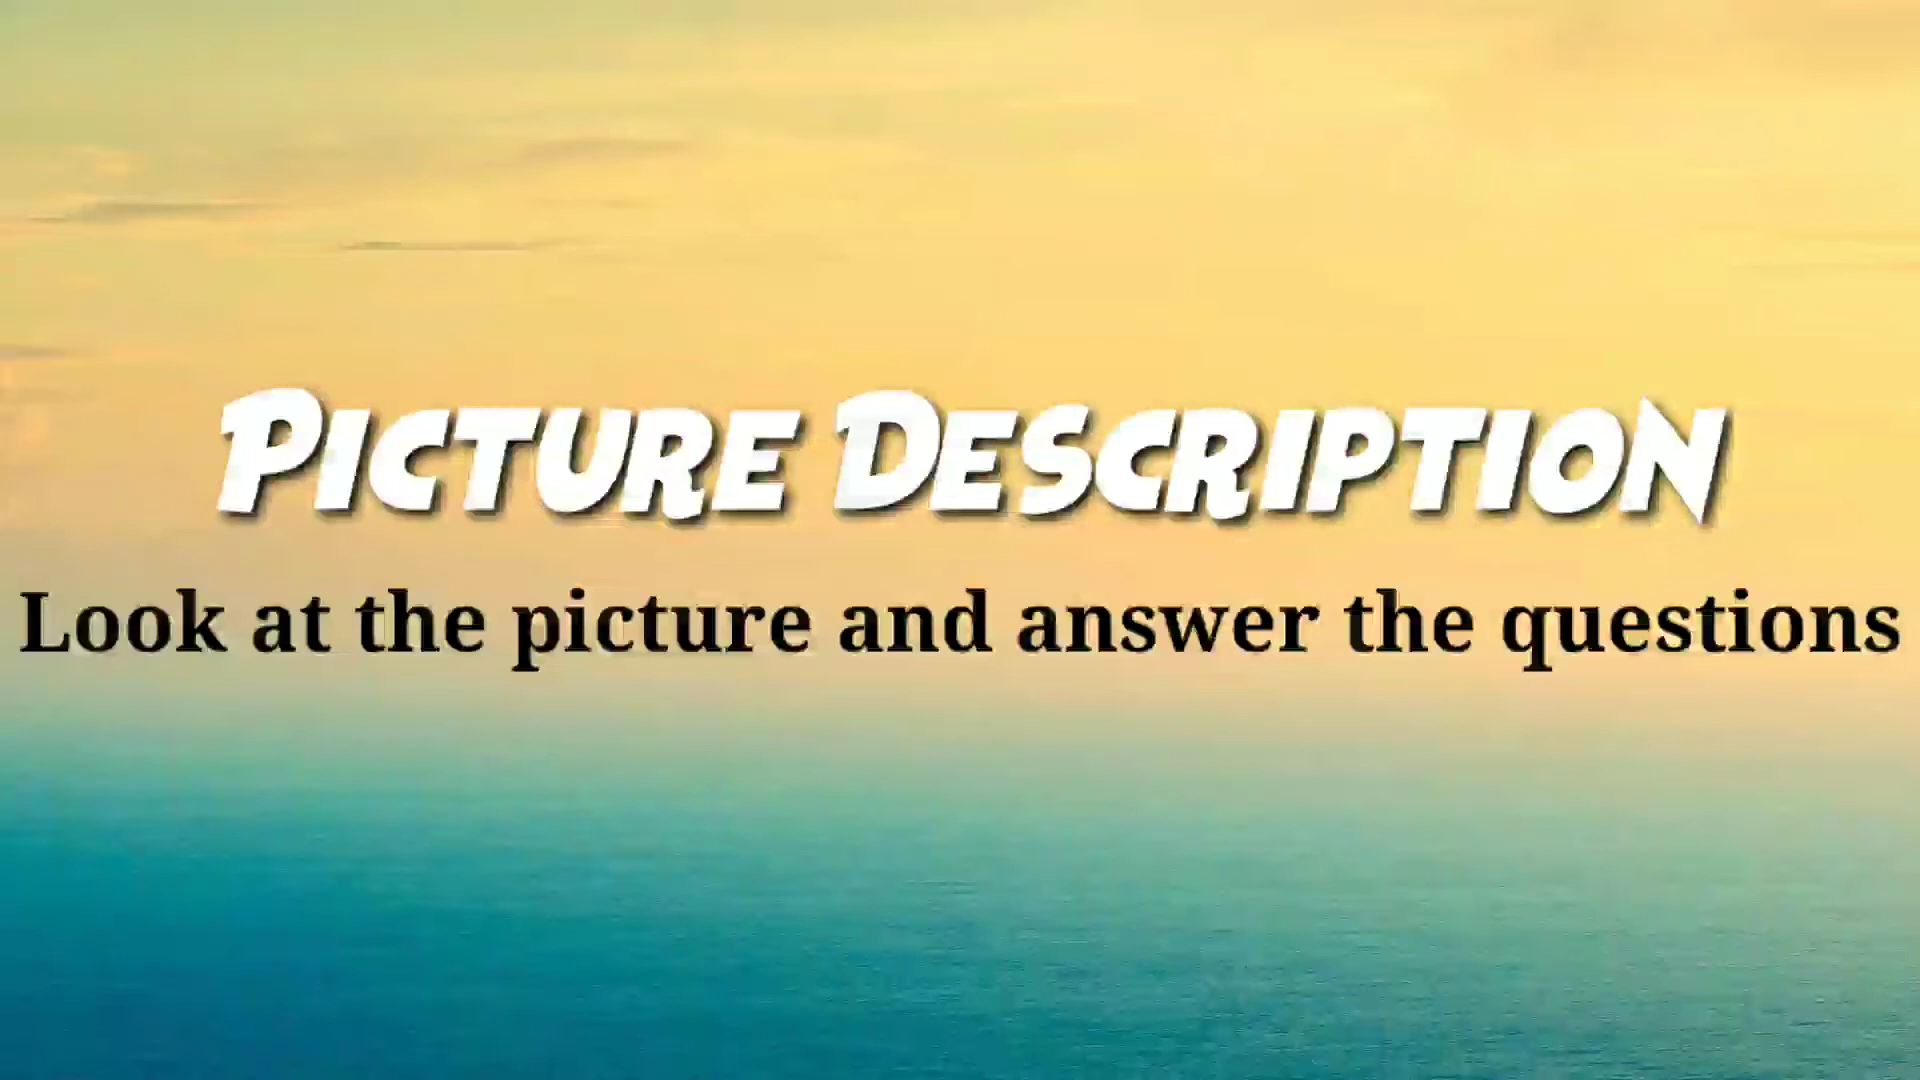 Picture Description
Look at the picture and answer the questions